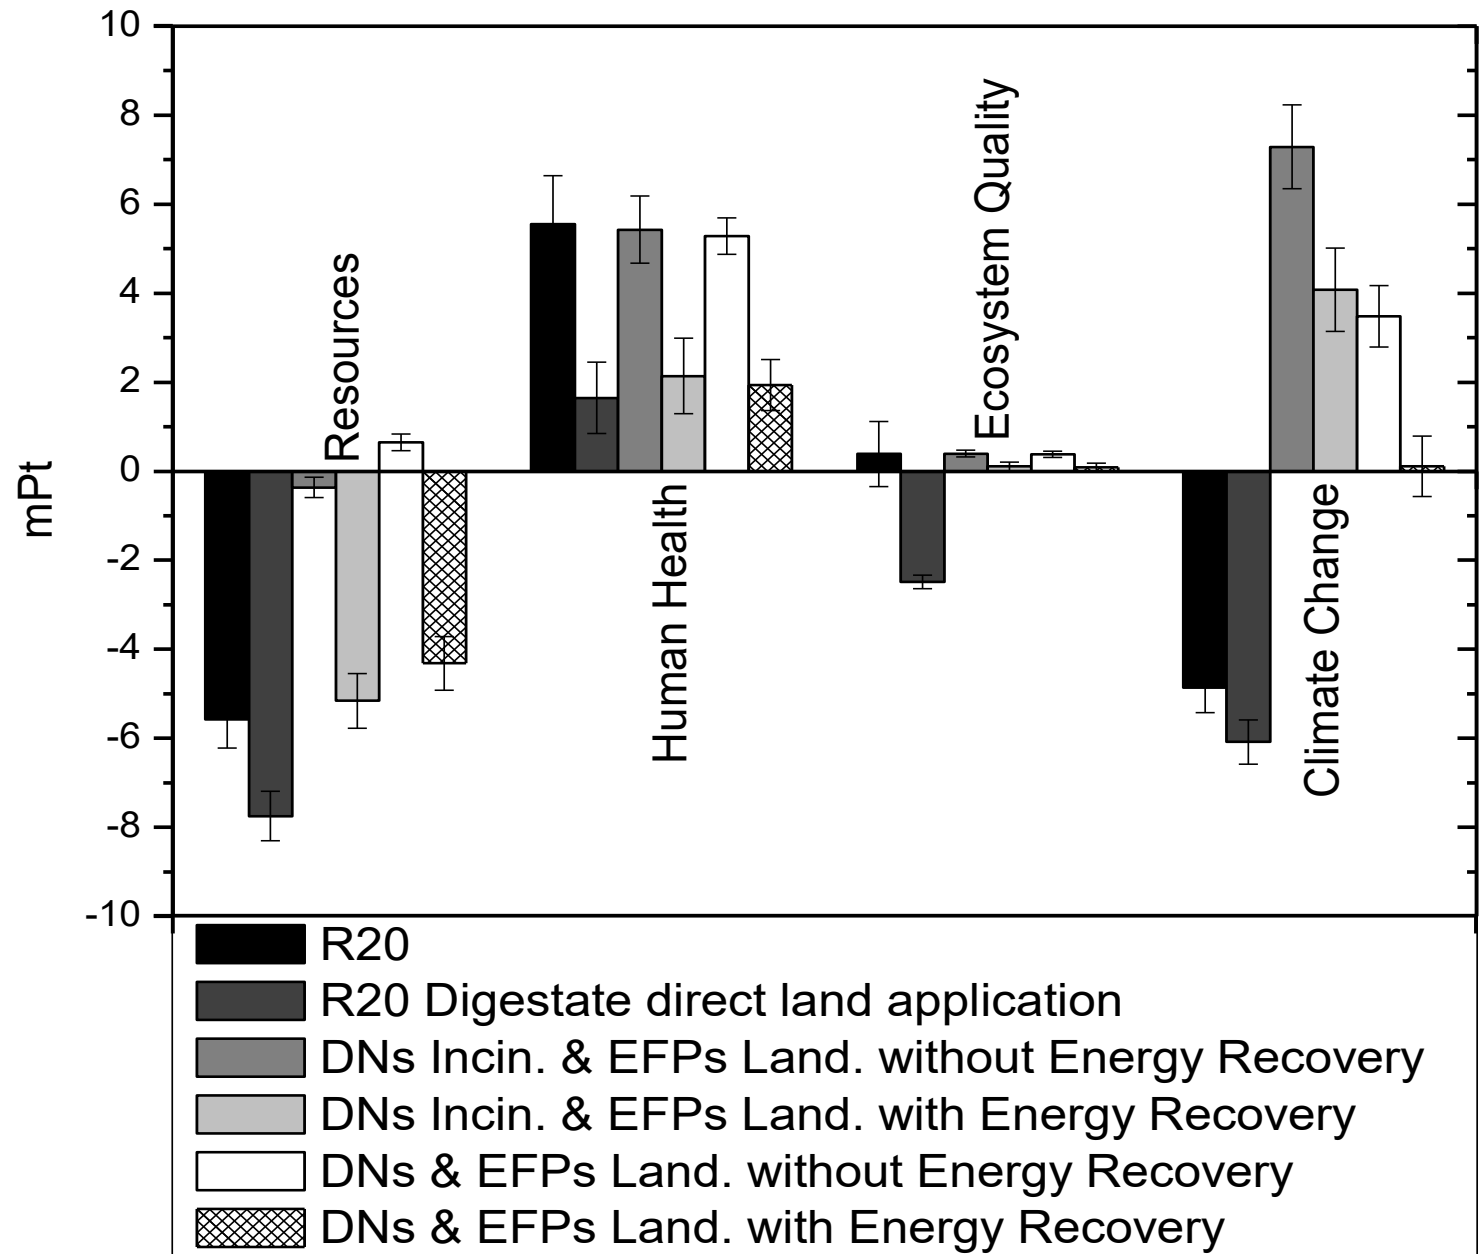 10
8
6
4
2
0
-2
-4
-6
-8
-10
mPt
Resources
Human Health
Ecosystem Quality
Climate Change
R20
R20 Digestate direct land application
DNs Incin. & EFPs Land. without Energy Recovery
DNs Incin. & EFPs Land. with Energy Recovery
DNs & EFPs Land. without Energy Recovery
DNs & EFPs Land. with Energy Recovery